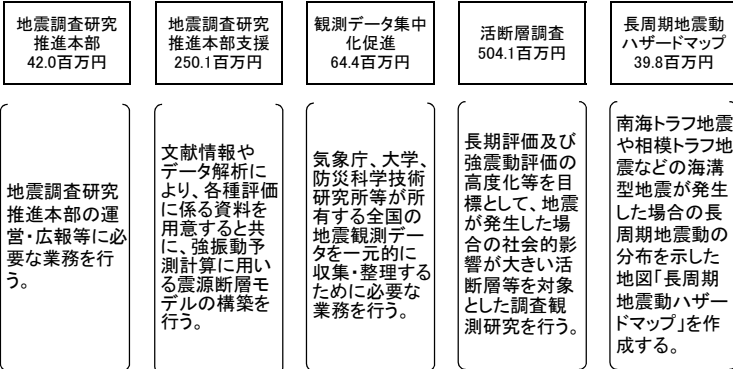 地震調査研究
推進本部
42.0百万円
地震調査研究
推進本部支援
250.1百万円
観測データ集中
化促進
64.4百万円
活断層調査
504.1百万円
長周期地震動
ハザードマップ
39.8百万円
地震調査研究
推進本部の運
営・広報等に必
要な業務を行
う。
文献情報や
データ解析に
より、各種評価
に係る資料を
用意すると共
に、強振動予
測計算に用い
る震源断層モ
デルの構築を
行う。
気象庁、大学、
防災科学技術
研究所等が所
有する全国の
地震観測デー
タを一元的に
収集・整理する
ために必要な
業務を行う。
長期評価及び
強震動評価の
高度化等を目
標として、地震
が発生した場
合の社会的影
響が大きい活
断層等を対象
とした調査観
測研究を行う。
南海トラフ地震
や相模トラフ地
震などの海溝
型地震が発生
した場合の長
周期地震動の
分布を示した
地図「長周期
地震動ハザー
ドマップ」を作
成する。